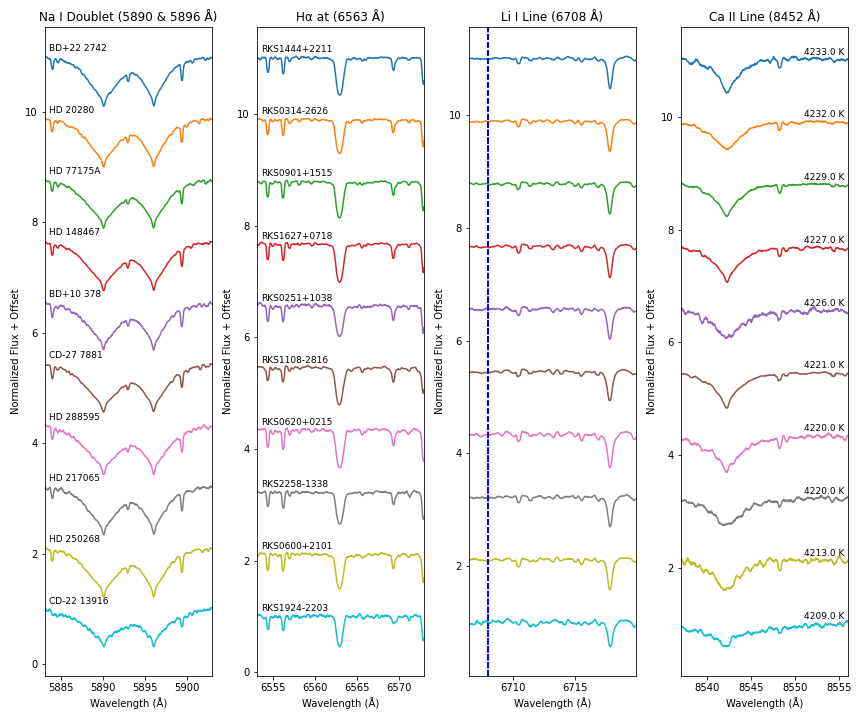 Na I Doublet (5890 & 5896 Å)
Hα at (6563 Å)
Li I Line (6708 Å)
Ca II Line (8452 Å)
BD+22 2742
HD 20280
HD 77175A
HD 148467
BD+10 378
CD-27 7881
HD 288595
HD 217065
HD 250268
CD-22 13916
RKS1444+2211
RKS0314-2626
RKS0901+1515
RKS1627+0718
RKS0251+1038
RKS1108-2816
RKS0620+0215
RKS2258-1338
RKS0600+2101
RKS1924-2203
4233.0 K
4232.0 K
4229.0 K
4227.0 K
4226.0 K
4221.0 K
4220.0 K
4220.0 K
4213.0 K
4209.0 K
Normalized Flux + Offset
10
8
6
4
2
0
5885 5890 5895 5900
Wavelength (Å)
Normalized Flux + Offset
10
8
6
4
2
0
6555 6560 6565 6570
Wavelength (Å)
Normalized Flux + Offset
10
8
6
4
2
6710 6715
Wavelength (Å)
Normalized Flux + Offset
10
8
6
4
2
8540 8545 8550 8555
Wavelength (Å)